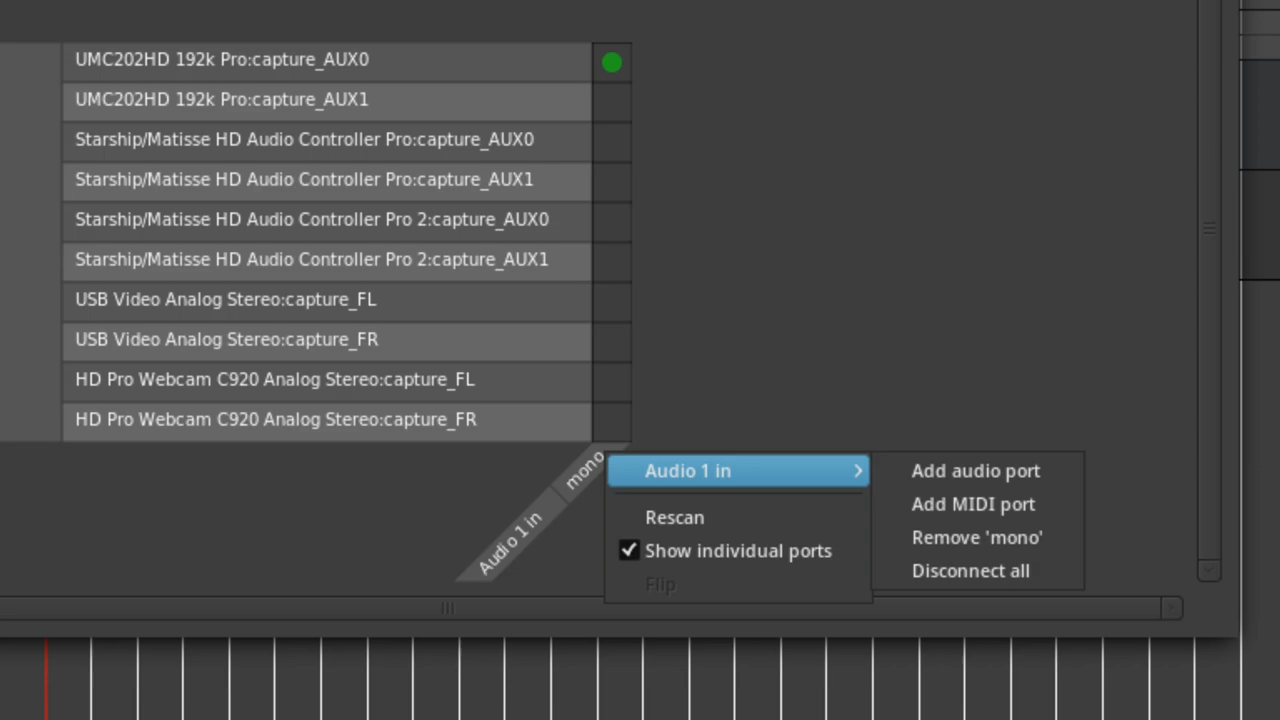 UMC202HD 192k Pro:capture_AUX0
UMC202HD 192k Pro:capture_AUX1
Starship/Matisse HD Audio Controller Pro:capture_AUX0
Starship/Matisse HD Audio Controller Pro:capture_AUX1
Starship/Matisse HD Audio Controller Pro 2:capture_AUX0
Starship/Matisse HD Audio Controller Pro 2:capture_AUX1
USB Video Analog Stereo:capture_FL
USB Video Analog Stereo:capture_FR
HD Pro Webcam C920 Analog Stereo:capture_FL
HD Pro Webcam C920 Analog Stereo:capture_FR
mono
Audio 1 in
Audio 1 in
Rescan
Show individual ports
Flip
Add audio port
Add MIDI port
Remove 'mono'
Disconnect all